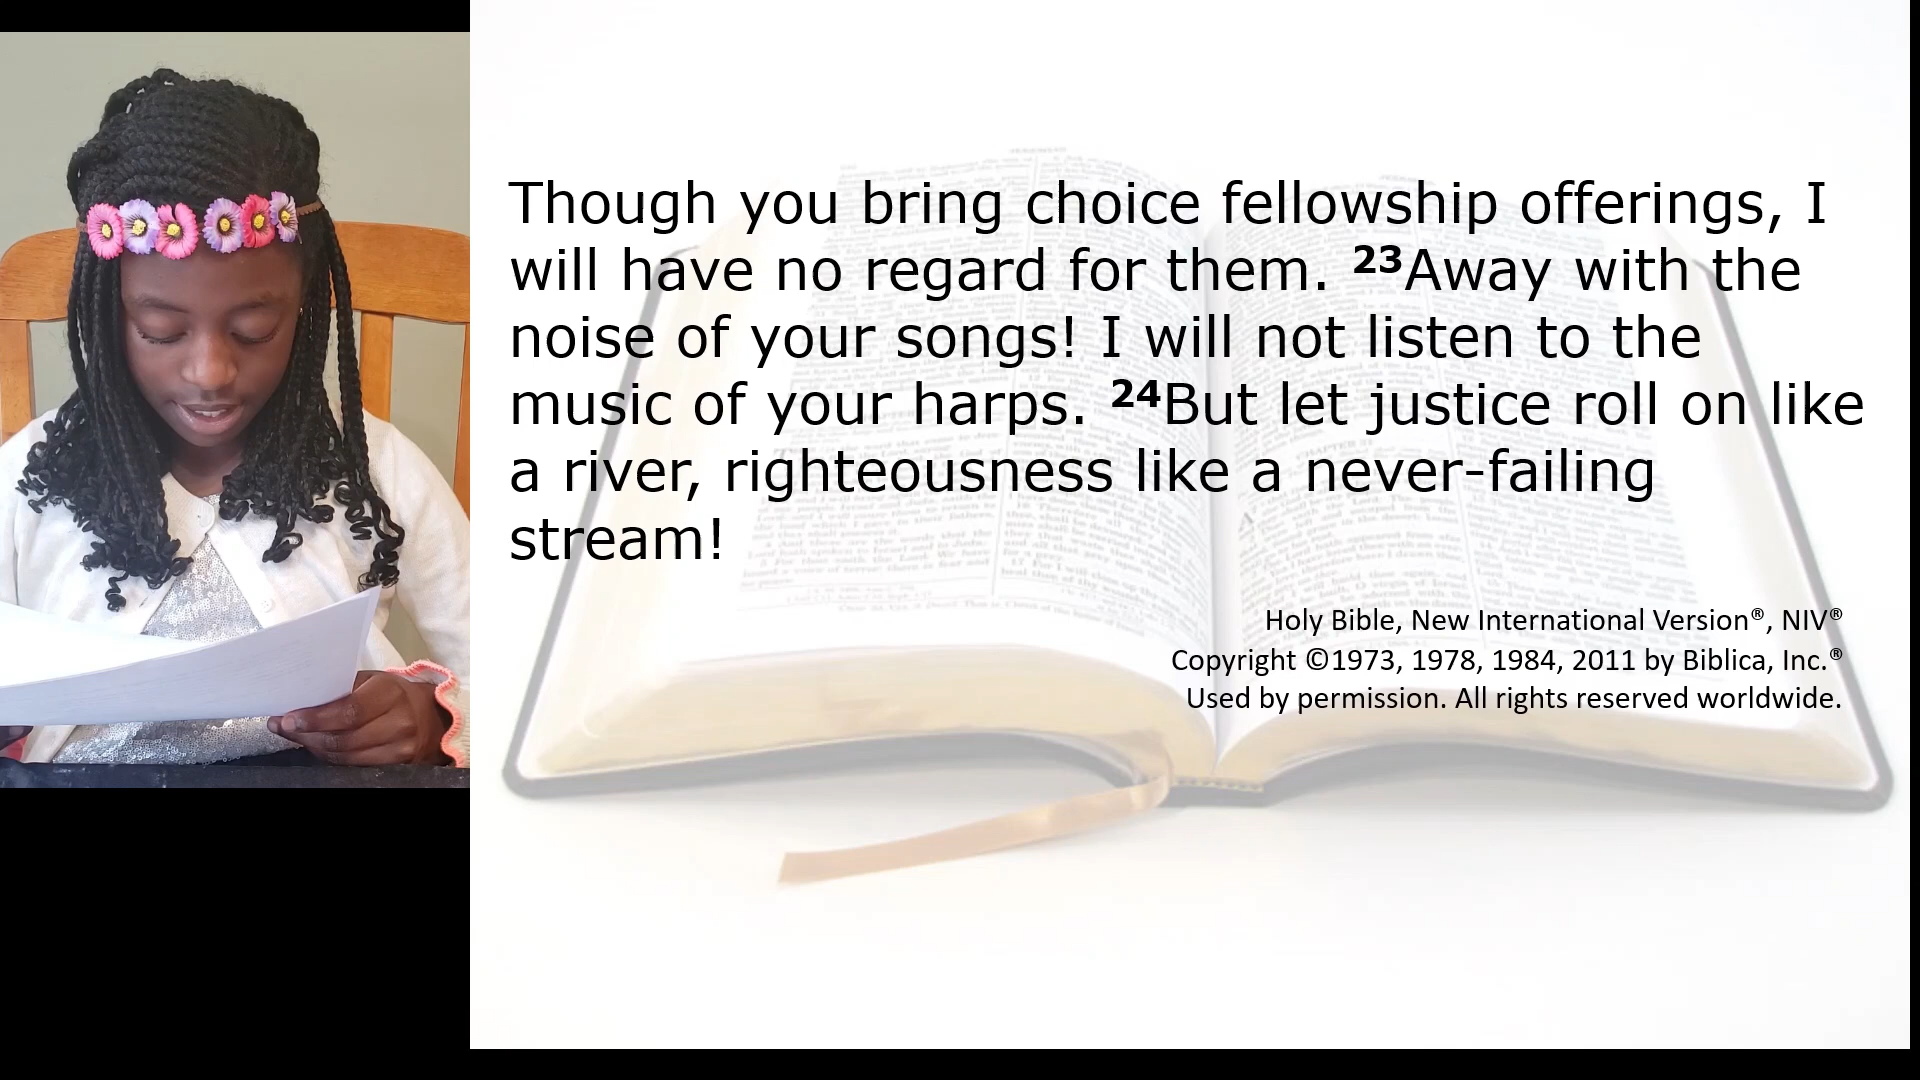 Though you bring choice fellowship offerings, I
will have no regard for them. 23Away with the
noise of your songs! I will not listen to the
music of your harps. 24But let justice roll on like
a river, righteousness like a never-failing
stream!
Holy Bible, New International Version®, NIV®
Copyright ©1973, 1978, 1984, 2011 by Biblica, Inc.®
Used by permission. All rights reserved worldwide.